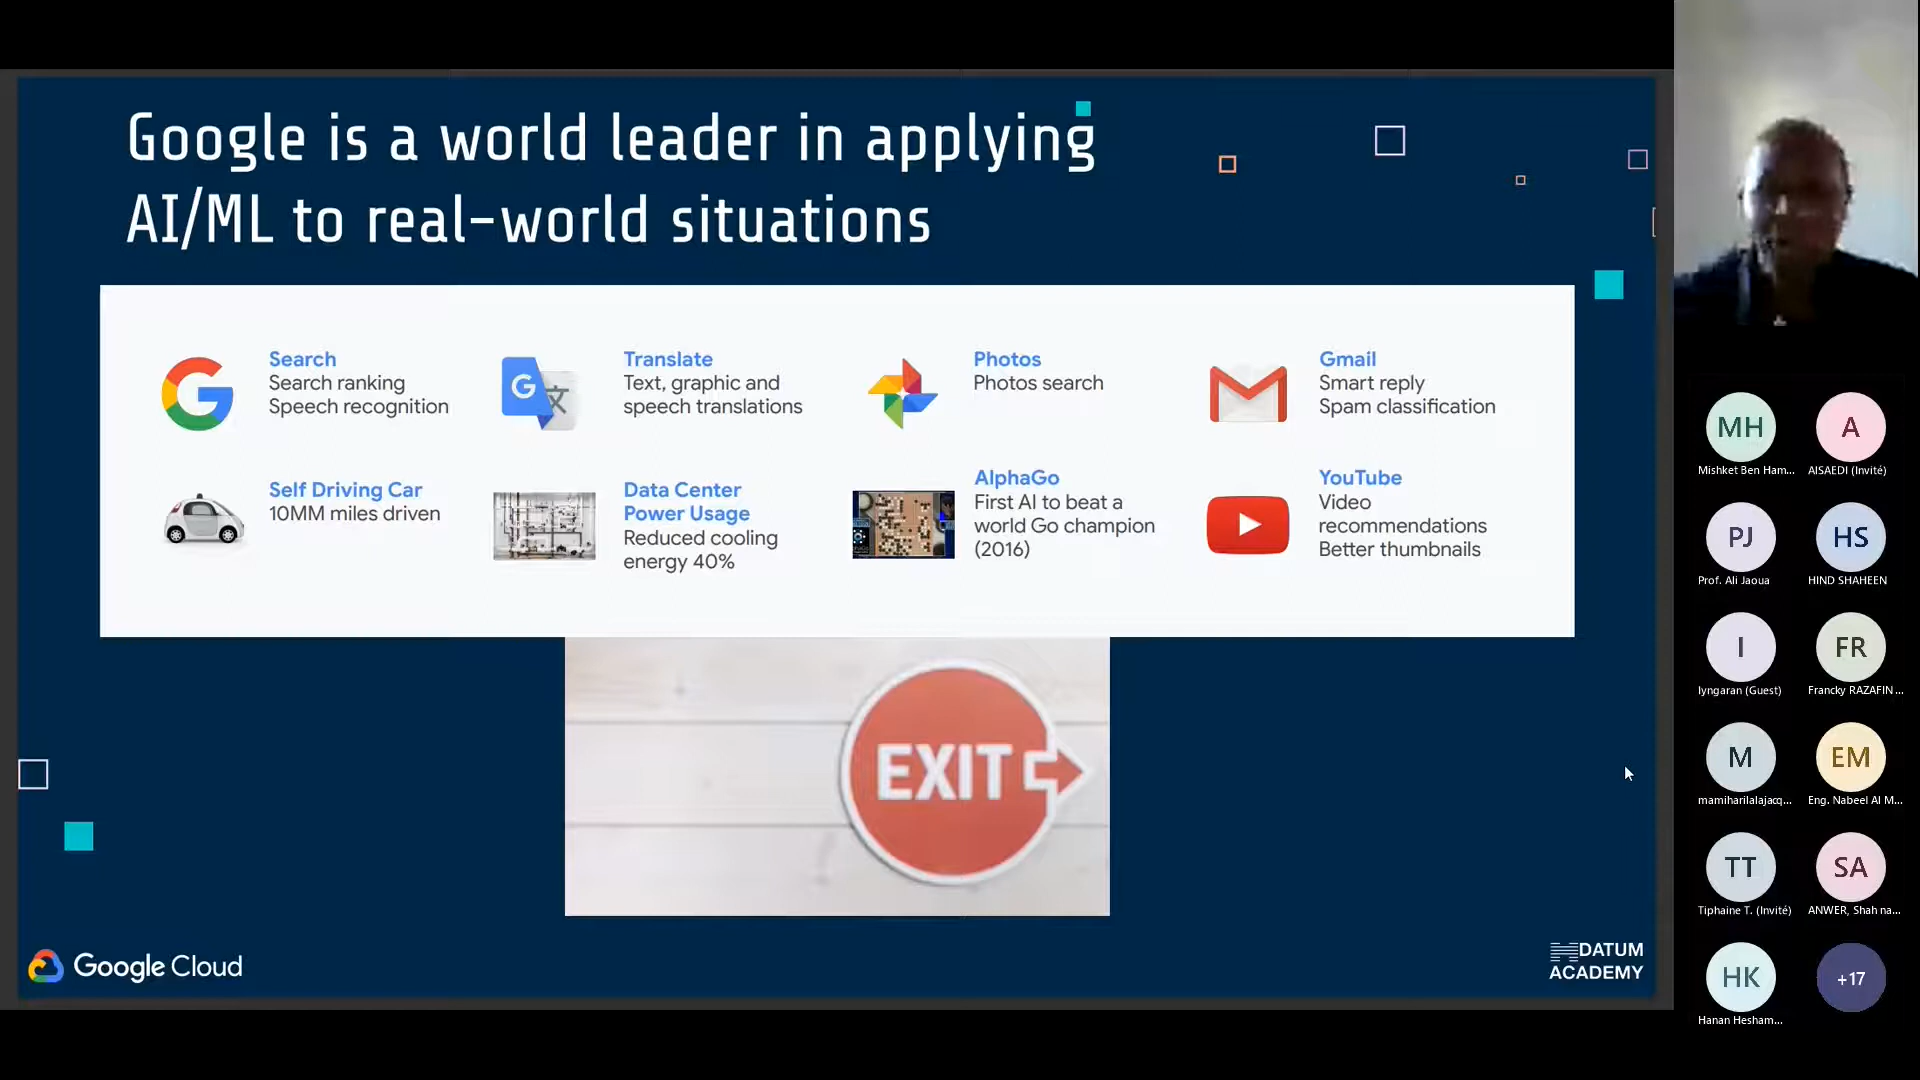 Google is a world leader in applying
AI/ML to real-world situations
Search
Search ranking
Speech recognition
Translate
Text, graphic and
speech translations
Photos
Photos search
Gmail
Smart reply
Spam classification
Self Driving Car
10MM miles driven
Data Center
Power Usage
Reduced cooling
energy 40%
AlphaGo
First AI to beat a
world Go champion
(2016)
YouTube
Video
recommendations
Better thumbnails
EXIT
Google Cloud
DATUM
ACADEMY
MH
Mishket Ben Ham...
A
AISAEDI (Invité)
PJ
Prof. Ali Jaoua
HS
HIND SHAHEEN
I
Iyngaran (Guest)
FR
Francky RAZAFIN...
M
mamiharilalajacq...
EM
Eng. Nabeel Al M...
TT
Tiphaine T. (Invité)
SA
ANWER, Shah na...
HK
Hanan Hesham...
+17